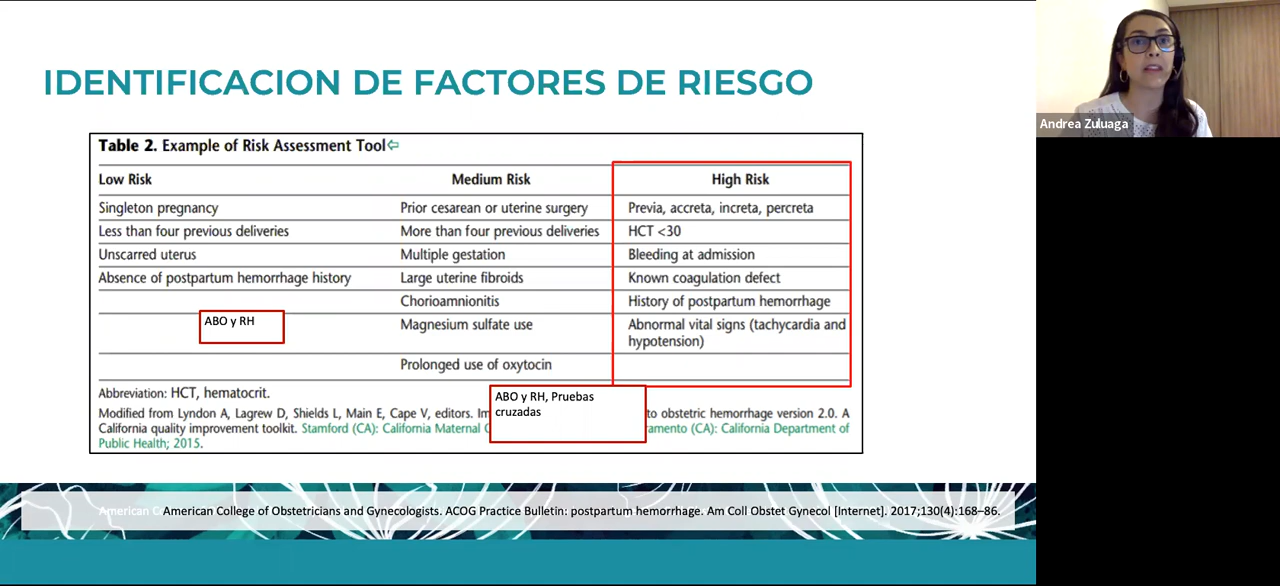 IDENTIFICACION DE FACTORES DE RIESGO
Andrea Zuluaga
Table 2. Example of Risk Assessment Tool⇦
Low Risk Medium Risk High Risk
Singleton pregnancy Prior cesarean or uterine surgery Previa, accreta, increta, percreta
Less than four previous deliveries More than four previous deliveries HCT <30
Unscarred uterus Multiple gestation Bleeding at admission
Absence of postpartum hemorrhage history Large uterine fibroids Known coagulation defect
Chorioamnionitis History of postpartum hemorrhage
ABO y RH
Magnesium sulfate use Abnormal vital signs (tachycardia and
hypotension)
Prolonged use of oxytocin
Abbreviation: HCT, hematocrit.
ABO y RH, Pruebas
cruzadas
Modified from Lyndon A, Lagrew D, Shields L, Main E, Cape V, editors. to obstetric hemorrhage version 2.0. A
California quality improvement toolkit. Stamford (CA): California Maternal (CA): California Department of
Public Health; 2015.
American College of Obstetricians and Gynecologists. ACOG Practice Bulletin: postpartum hemorrhage. Am Coll Obstet Gynecol [Internet]. 2017;130(4):168–86.